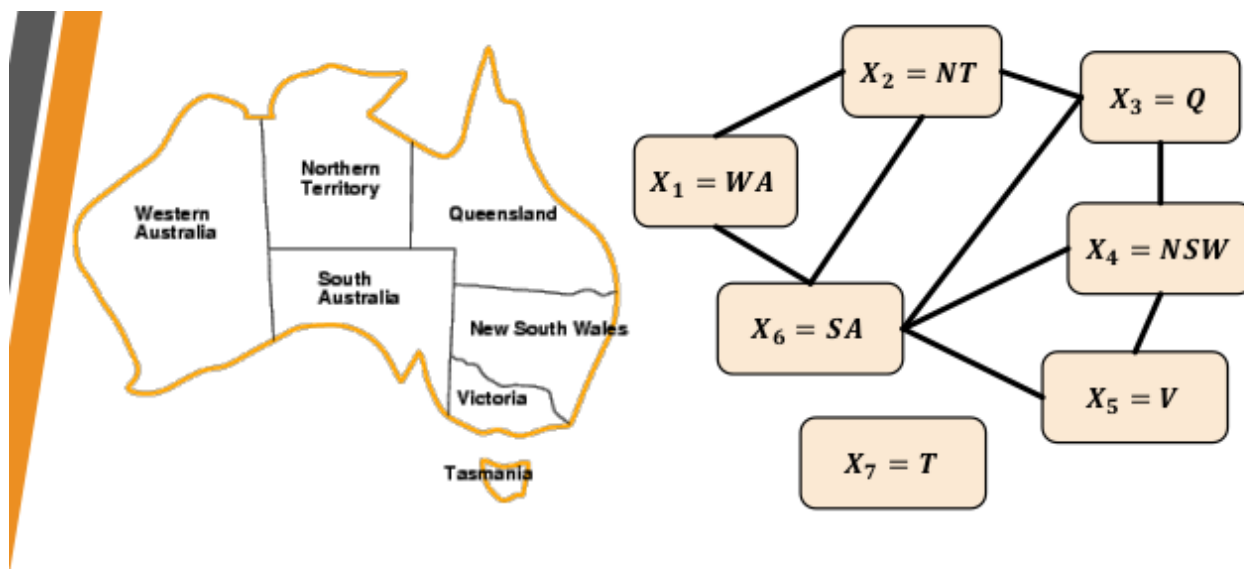 Northern
Territory
Western
Australia
Queensland
South
Australia
New South Wales
Victoria
Tasmania
X₂ = NT
X₃ = Q
X₁ = WA
X₄ = NSW
X₆ = SA
X₅ = V
X₇ = T